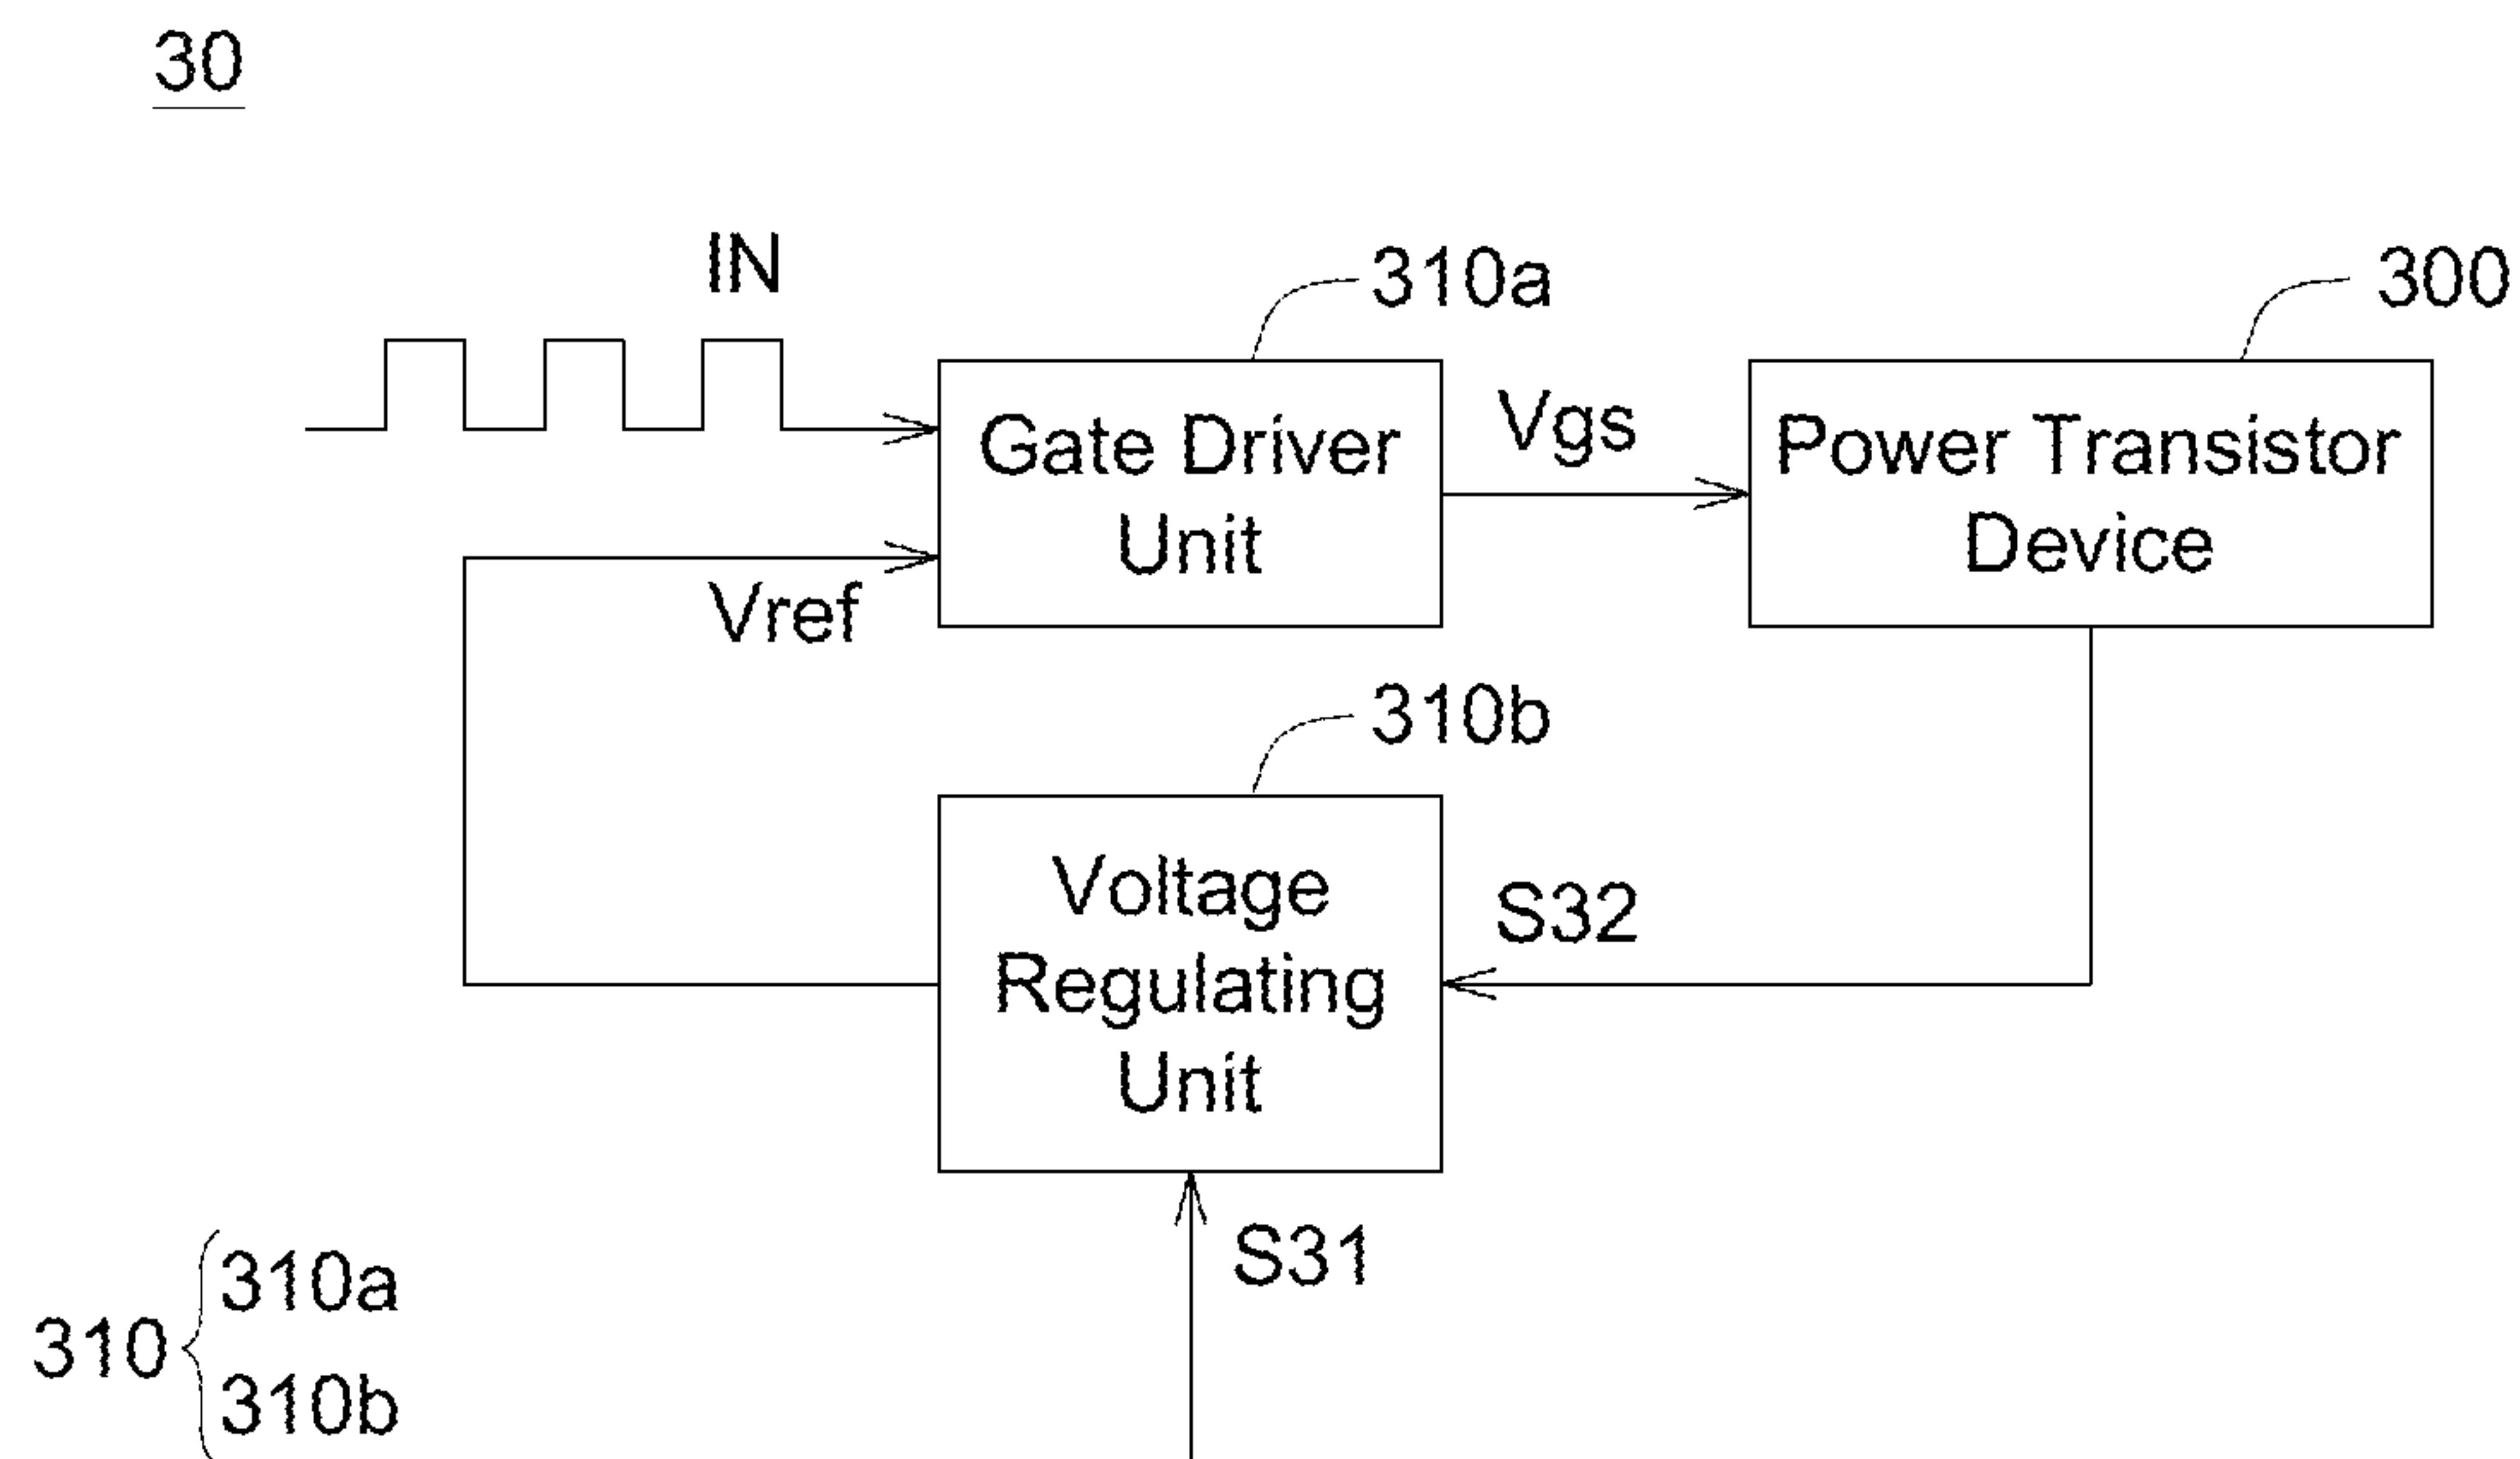 30
IN
310a
300
Gate Driver
Unit
Vgs
Power Transistor
Device
Vref
310b
Voltage
Regulating
Unit
S32
S31
310
310a
310b